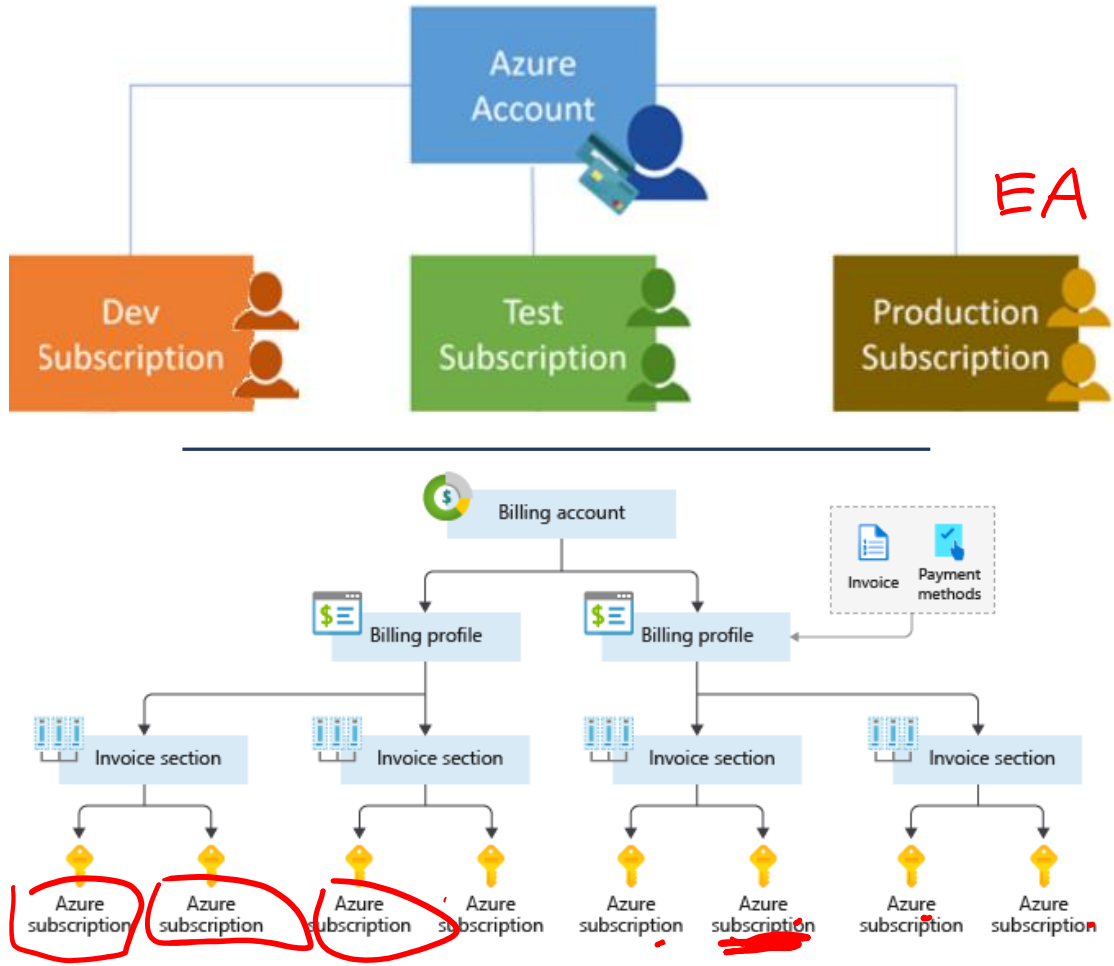 Azure
Account
EA
Dev
Subscription
Test
Subscription
Production
Subscription
$
Billing account
Invoice
Payment
methods
$
Billing profile
$
Billing profile
Invoice section
Invoice section
Invoice section
Invoice section
Azure
subscription
Azure
subscription
Azure
subscription
Azure
subscription
Azure
subscription
Azure
subscription
Azure
subscription
Azure
subscription